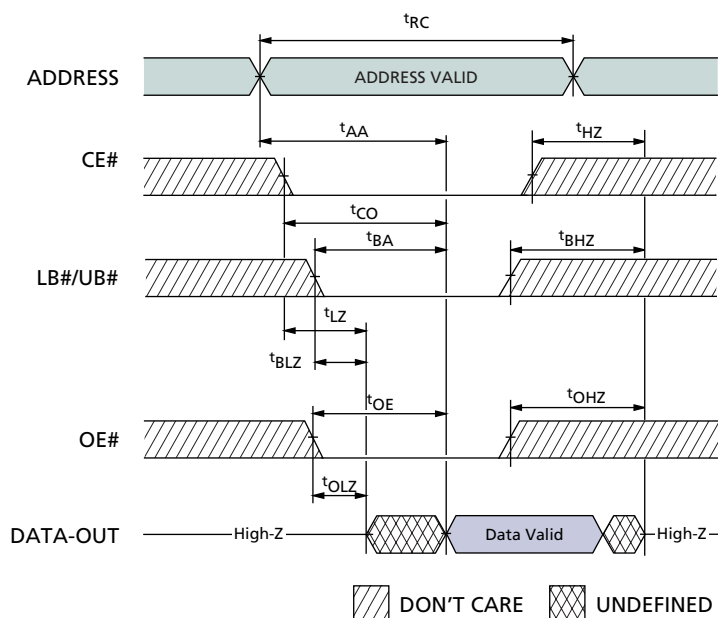 tRC
ADDRESS
ADDRESS VALID
tAA
tHZ
CE#
tCO
tBA
tBHZ
LB#/UB#
tLZ
tBLZ
tOE
tOHZ
OE#
tOLZ
DATA-OUT
High-Z
Data Valid
High-Z
DON'T CARE
UNDEFINED